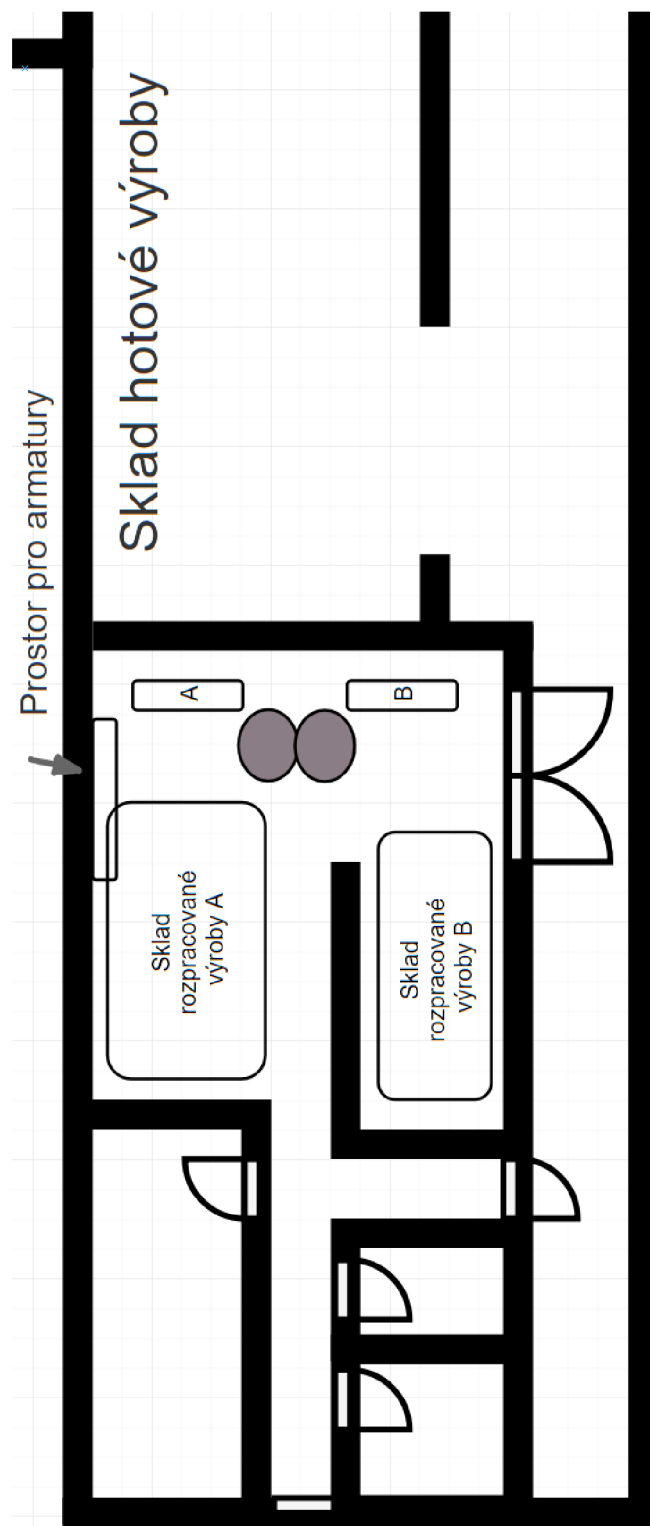 Prostor pro armatury
Sklad hotové výroby
A
B
Sklad
rozpracované
výroby A
Sklad
rozpracované
výroby B